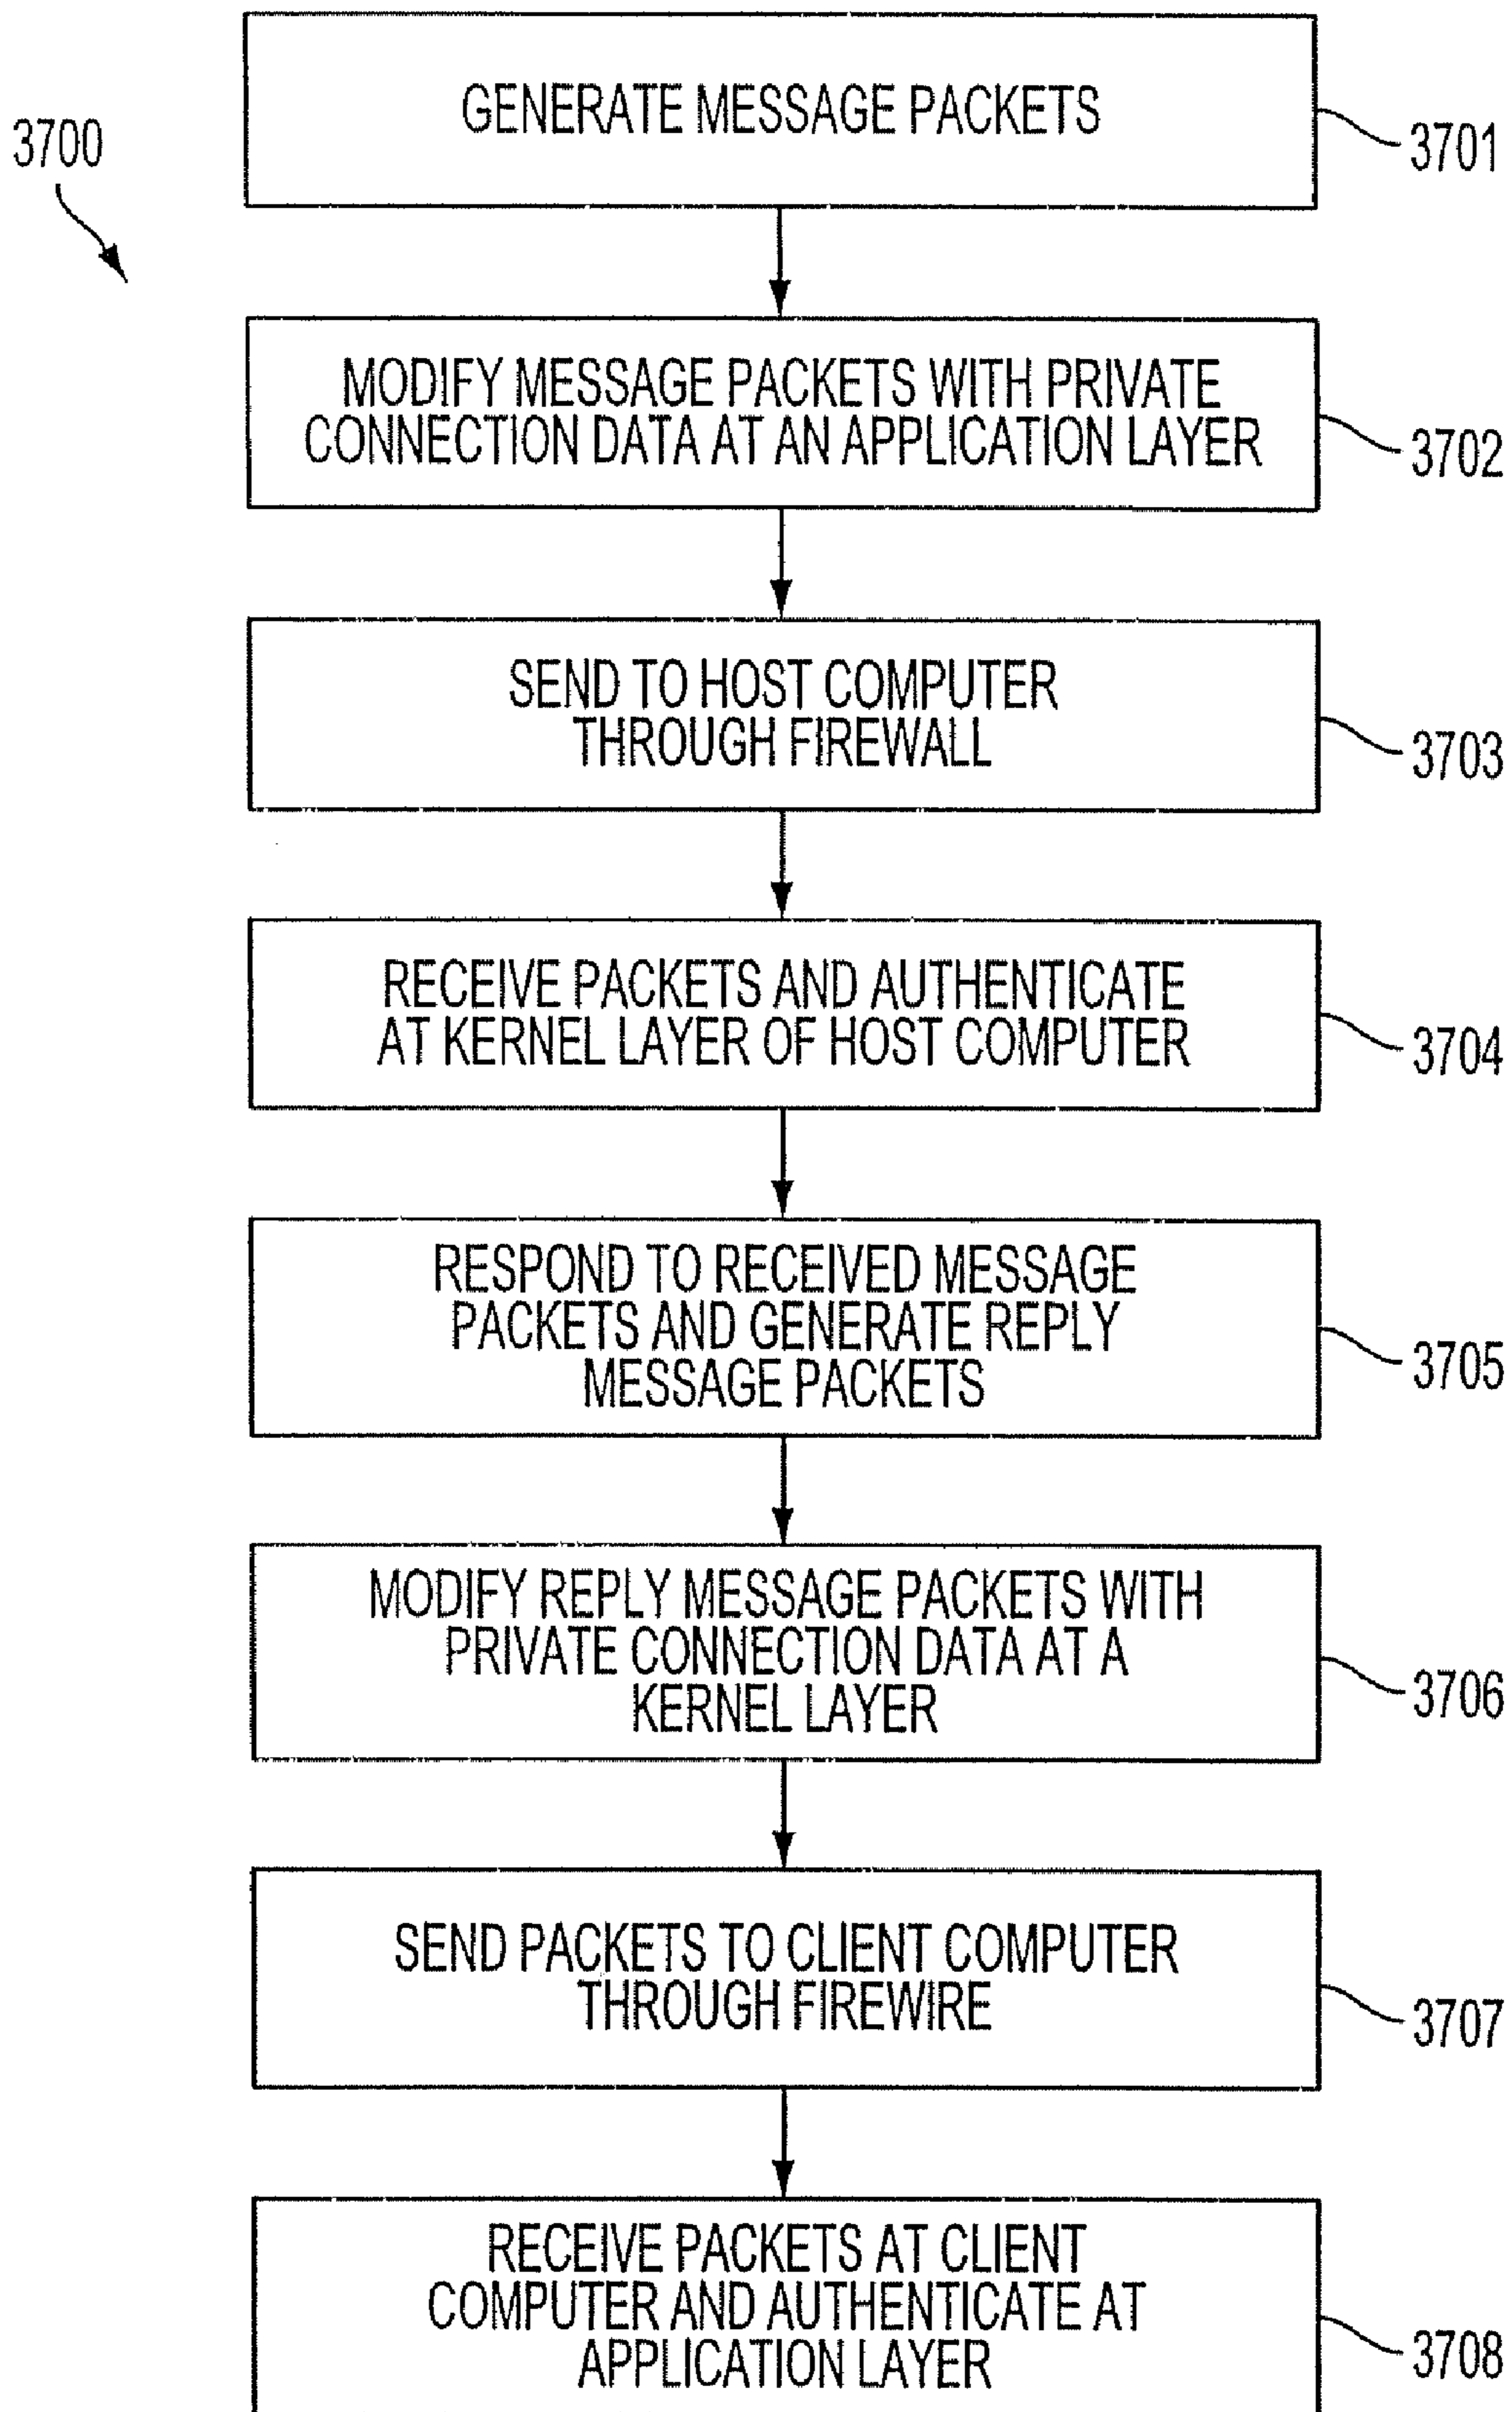 3700
GENERATE MESSAGE PACKETS
3701
MODIFY MESSAGE PACKETS WITH PRIVATE
CONNECTION DATA AT AN APPLICATION LAYER
3702
SEND TO HOST COMPUTER
THROUGH FIREWALL
3703
RECEIVE PACKETS AND AUTHENTICATE
AT KERNEL LAYER OF HOST COMPUTER
3704
RESPOND TO RECEIVED MESSAGE
PACKETS AND GENERATE REPLY
MESSAGE PACKETS
3705
MODIFY REPLY MESSAGE PACKETS WITH
PRIVATE CONNECTION DATA AT A
KERNEL LAYER
3706
SEND PACKETS TO CLIENT COMPUTER
THROUGH FIREWIRE
3707
RECEIVE PACKETS AT CLIENT
COMPUTER AND AUTHENTICATE AT
APPLICATION LAYER
3708